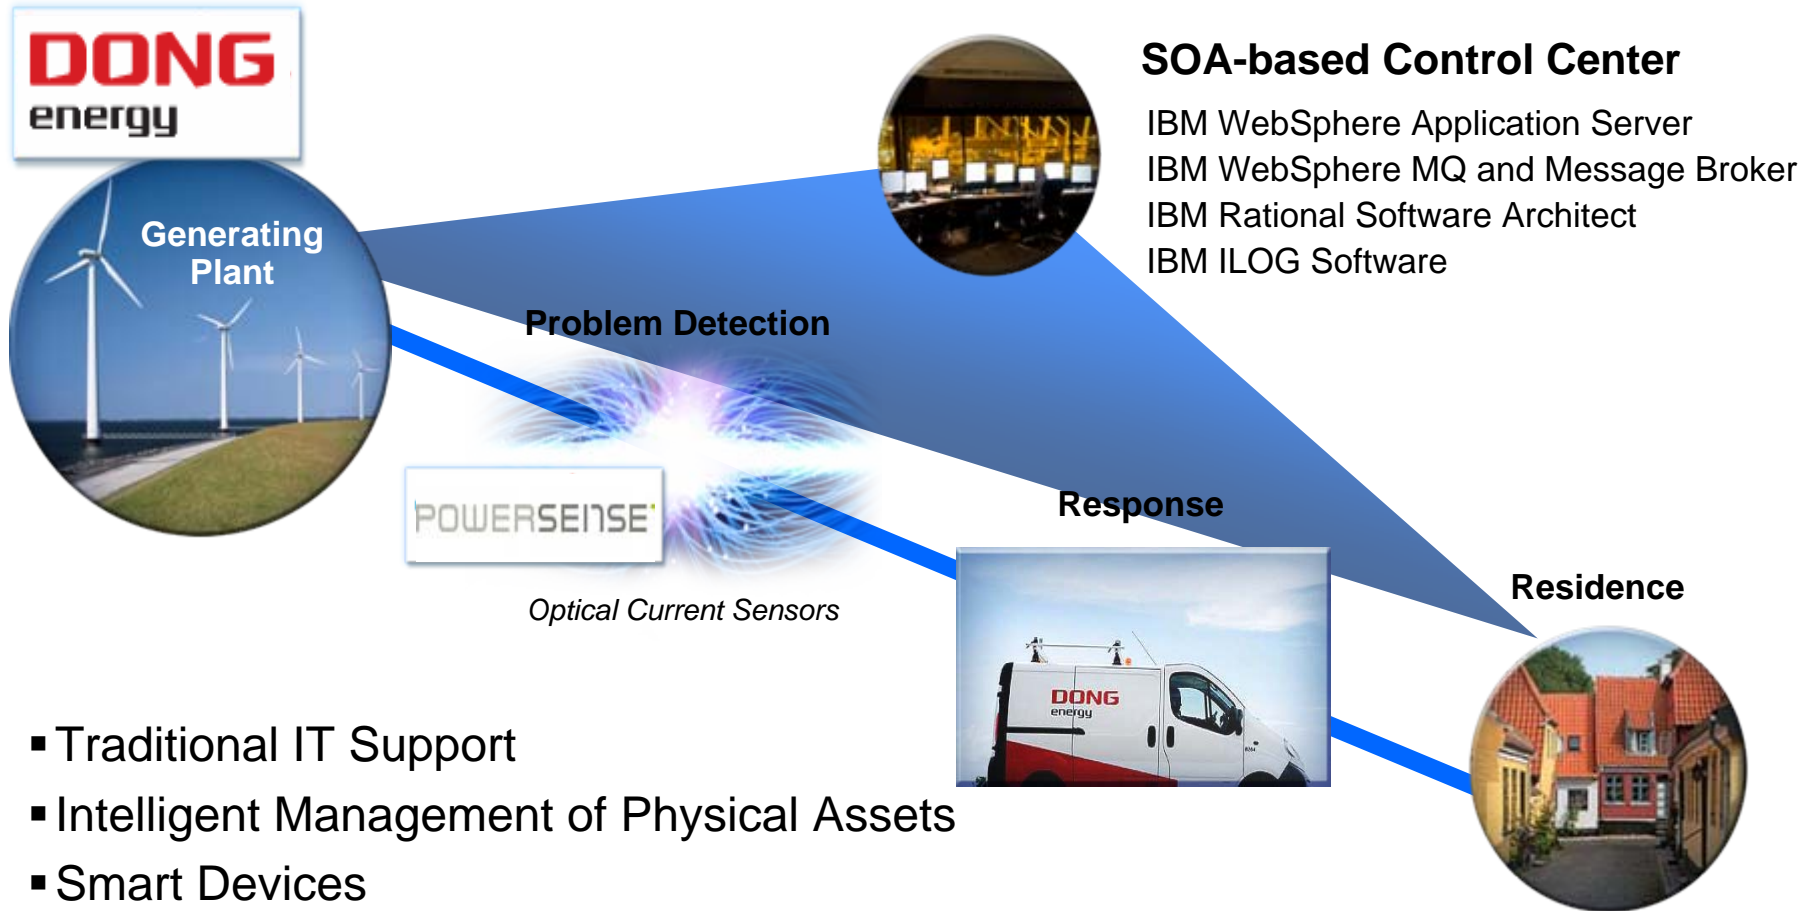 DONG
energy
Generating
Plant
SOA-based Control Center
IBM WebSphere Application Server
IBM WebSphere MQ and Message Broker
IBM Rational Software Architect
IBM ILOG Software
Problem Detection
POWERSENSE
Optical Current Sensors
Response
DONG
energy
Residence
▪ Traditional IT Support
▪ Intelligent Management of Physical Assets
▪ Smart Devices